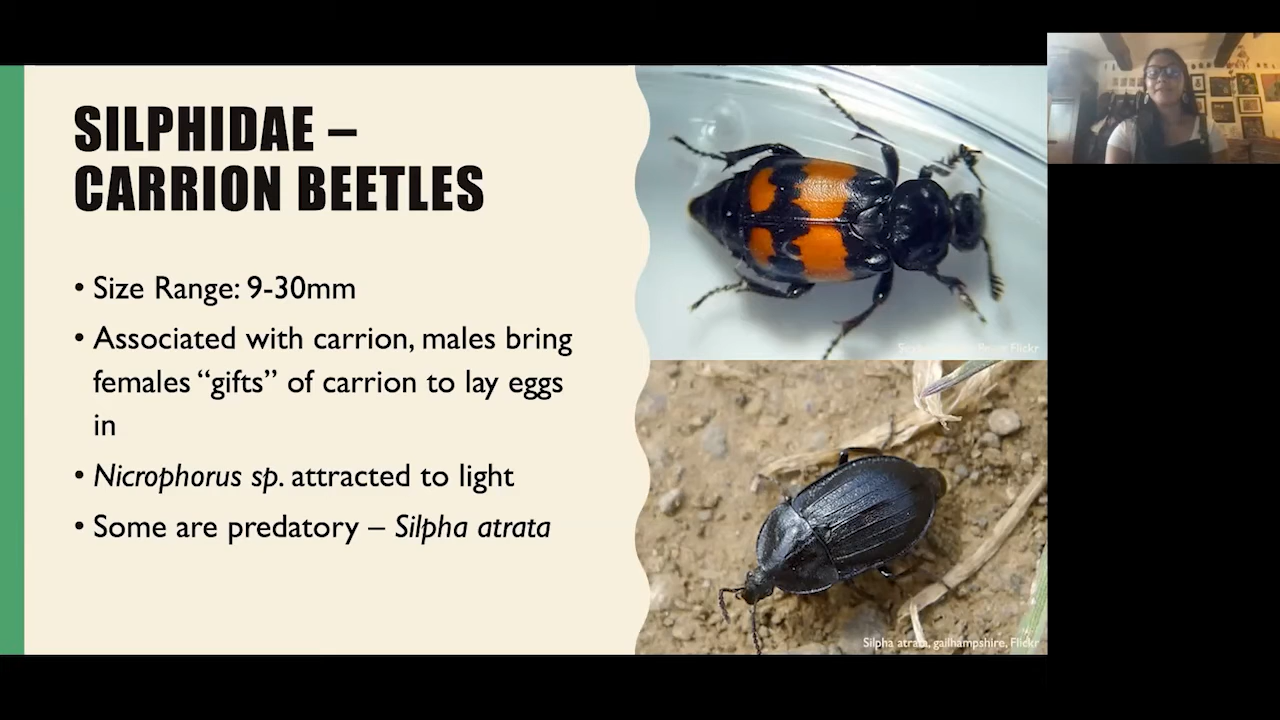 SILPHIDAE –
CARRION BEETLES
• Size Range: 9-30mm
• Associated with carrion, males bring
females “gifts” of carrion to lay eggs
in
• Nicrophorus sp. attracted to light
• Some are predatory – Silpha atrata
Flickr
Silpha atrata, gailhampshire, Flickr